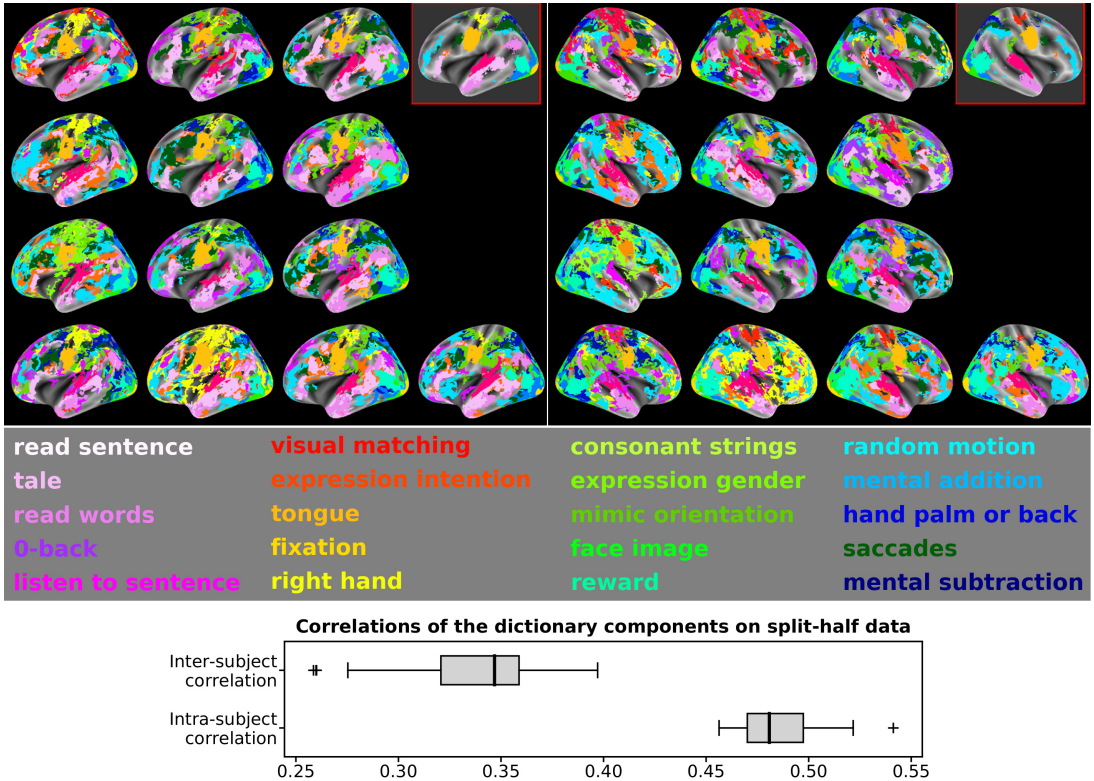 read sentence
visual matching
consonant strings
random motion
tale
expression intention
expression gender
mental addition
read words
tongue
mimic orientation
hand palm or back
0-back
fixation
face image
saccades
listen to sentence
right hand
reward
mental subtraction
Correlations of the dictionary components on split-half data
Inter-subject
correlation
Intra-subject
correlation
0.25 0.30 0.35 0.40 0.45 0.50 0.55